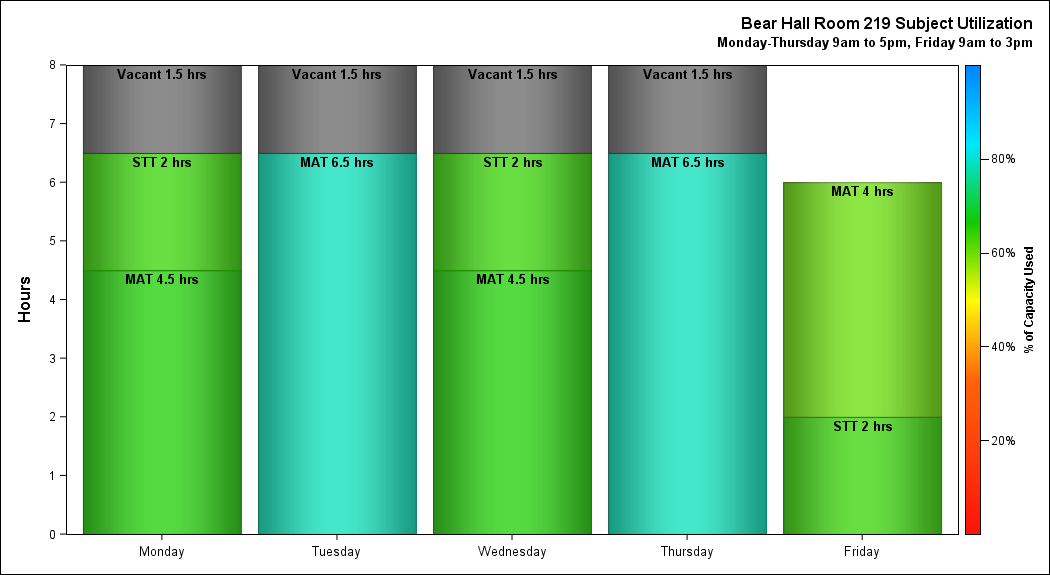 Bear Hall Room 219 Subject Utilization
Monday-Thursday 9am to 5pm, Friday 9am to 3pm
8
7
6
5
4
3
2
1
0
Hours
Vacant 1.5 hrs
STT 2 hrs
MAT 4.5 hrs
Vacant 1.5 hrs
MAT 6.5 hrs
Vacant 1.5 hrs
STT 2 hrs
MAT 4.5 hrs
Vacant 1.5 hrs
MAT 6.5 hrs
MAT 4 hrs
STT 2 hrs
Monday
Tuesday
Wednesday
Thursday
Friday
80%
60%
40%
20%
% of Capacity Used